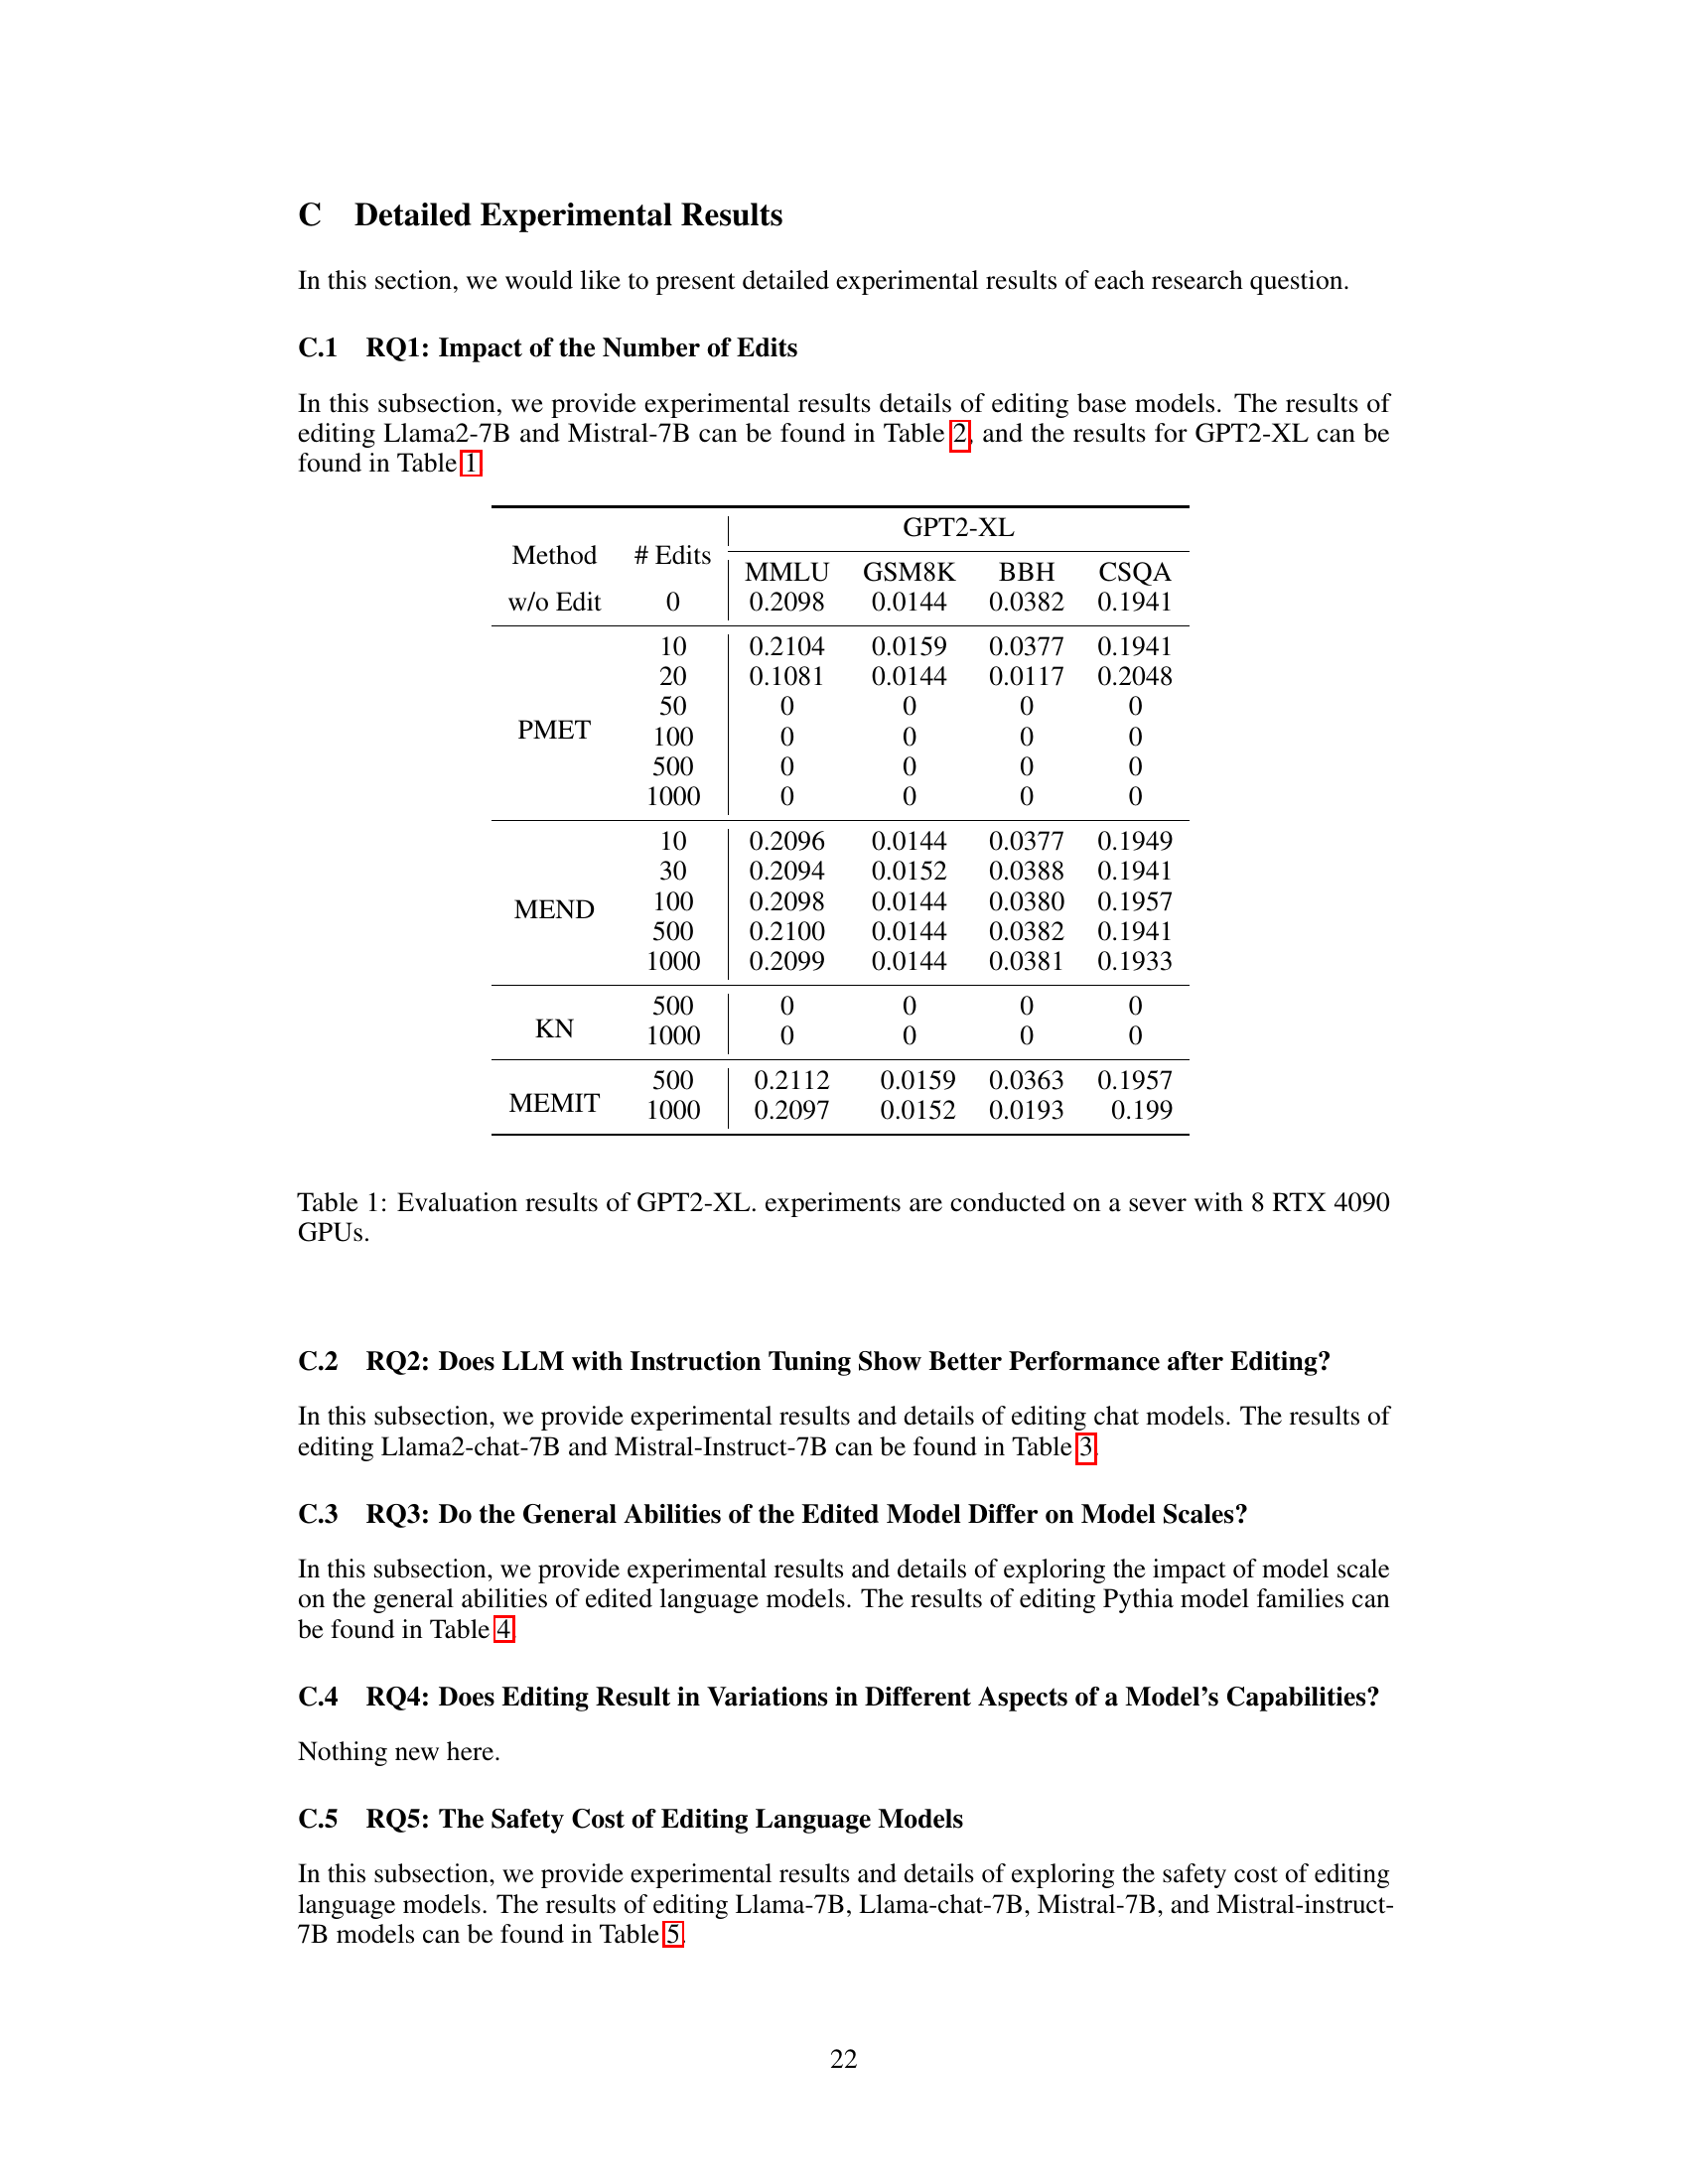 C Detailed Experimental Results
In this section, we would like to present detailed experimental results of each research question.
C.1 RQ1: Impact of the Number of Edits
In this subsection, we provide experimental results details of editing base models. The results of
editing Llama2-7B and Mistral-7B can be found in Table 2, and the results for GPT2-XL can be
found in Table 1
GPT2-XL
Method # Edits
MMLU GSM8K BBH CSQA
w/o Edit 0 0.2098 0.0144 0.0382 0.1941
10 0.2104 0.0159 0.0377 0.1941
20 0.1081 0.0144 0.0117 0.2048
50 0 0 0 0
PMET
100 0 0 0 0
500 0 0 0 0
1000 0 0 0 0
10 0.2096 0.0144 0.0377 0.1949
30 0.2094 0.0152 0.0388 0.1941
MEND
100 0.2098 0.0144 0.0380 0.1957
500 0.2100 0.0144 0.0382 0.1941
1000 0.2099 0.0144 0.0381 0.1933
KN
500 0 0 0 0
1000 0 0 0 0
MEMIT
500 0.2112 0.0159 0.0363 0.1957
1000 0.2097 0.0152 0.0193 0.199
Table 1: Evaluation results of GPT2-XL. experiments are conducted on a sever with 8 RTX 4090
GPUs.
C.2 RQ2: Does LLM with Instruction Tuning Show Better Performance after Editing?
In this subsection, we provide experimental results and details of editing chat models. The results of
editing Llama2-chat-7B and Mistral-Instruct-7B can be found in Table 3.
C.3 RQ3: Do the General Abilities of the Edited Model Differ on Model Scales?
In this subsection, we provide experimental results and details of exploring the impact of model scale
on the general abilities of edited language models. The results of editing Pythia model families can
be found in Table 4
C.4 RQ4: Does Editing Result in Variations in Different Aspects of a Model's Capabilities?
Nothing new here.
C.5 RQ5: The Safety Cost of Editing Language Models
In this subsection, we provide experimental results and details of exploring the safety cost of editing
language models. The results of editing Llama-7B, Llama-chat-7B, Mistral-7B, and Mistral-instruct-
7B models can be found in Table 5.
22